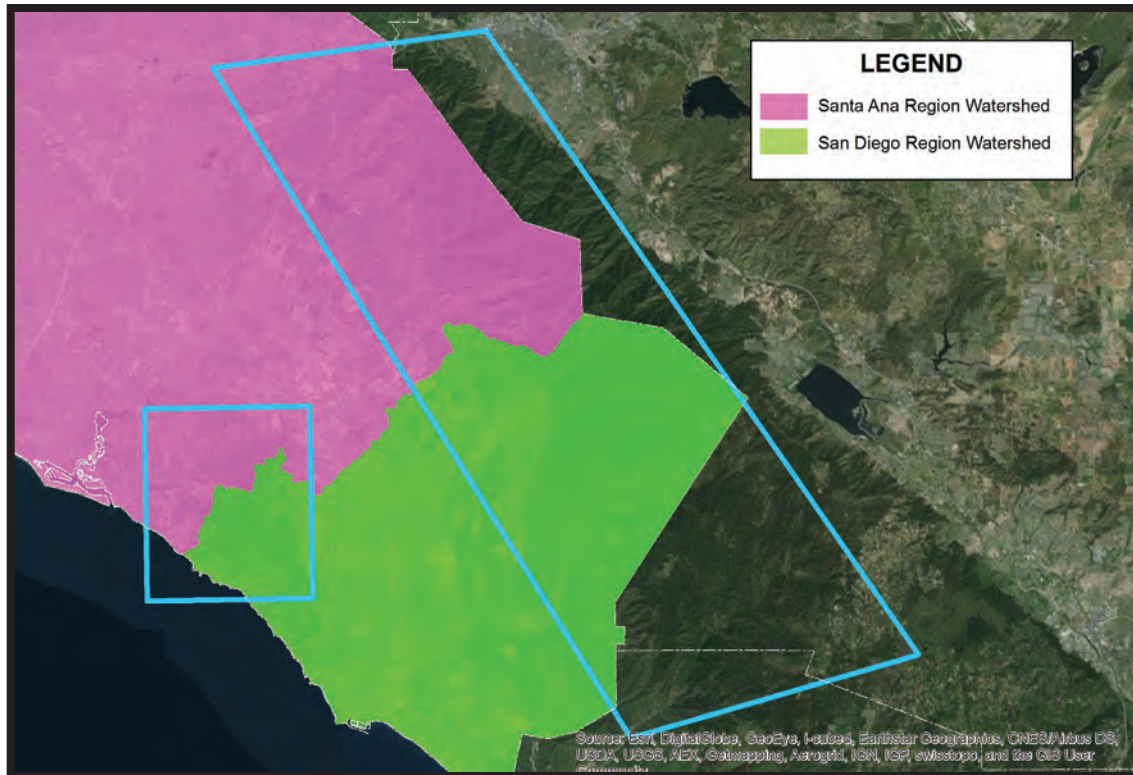 LEGEND
Santa Ana Region Watershed
San Diego Region Watershed
Source: Esri, DigitalGlobe, GeoEye, i-cubed, Earthstar Geographics, CNES/Airbus DS,
USDA, USGS, AEX, Getmapping, Aerogrid, IGN, IGP, swisstopo, and the GIS User
Community